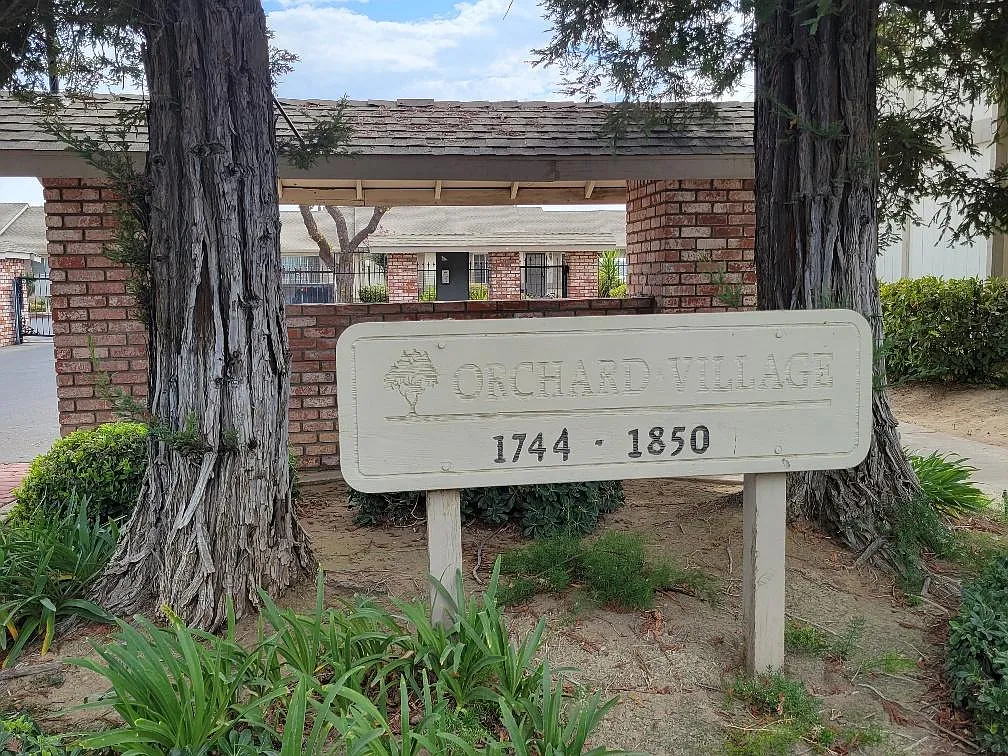 ORCHARD VILLAGE
1744 - 1850